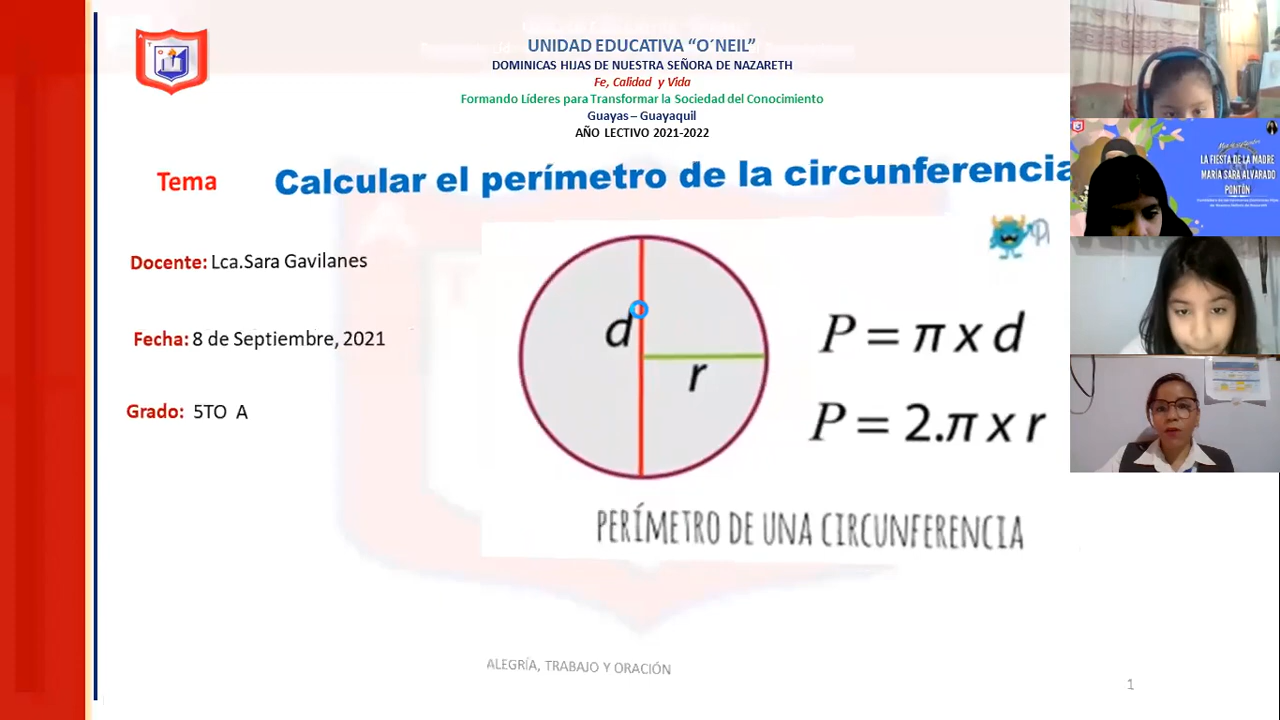 UNIDAD EDUCATIVA “O´NEIL”
DOMINICAS HIJAS DE NUESTRA SEÑORA DE NAZARETH
Fe, Calidad y Vida
Formando Líderes para Transformar la Sociedad del Conocimiento
Guayas – Guayaquil
AÑO LECTIVO 2021-2022
Tema
Calcular el perímetro de la circunferencia
Docente: Lca.Sara Gavilanes
Fecha: 8 de Septiembre, 2021
Grado: 5TO A
d
r
P = π x d
P = 2.π x r
PERÍMETRO DE UNA CIRCUNFERENCIA
ALEGRÍA, TRABAJO Y ORACIÓN
1
LA FIESTA DE LA MADRE
MARÍA SARA ALVARADO
PONTÓN